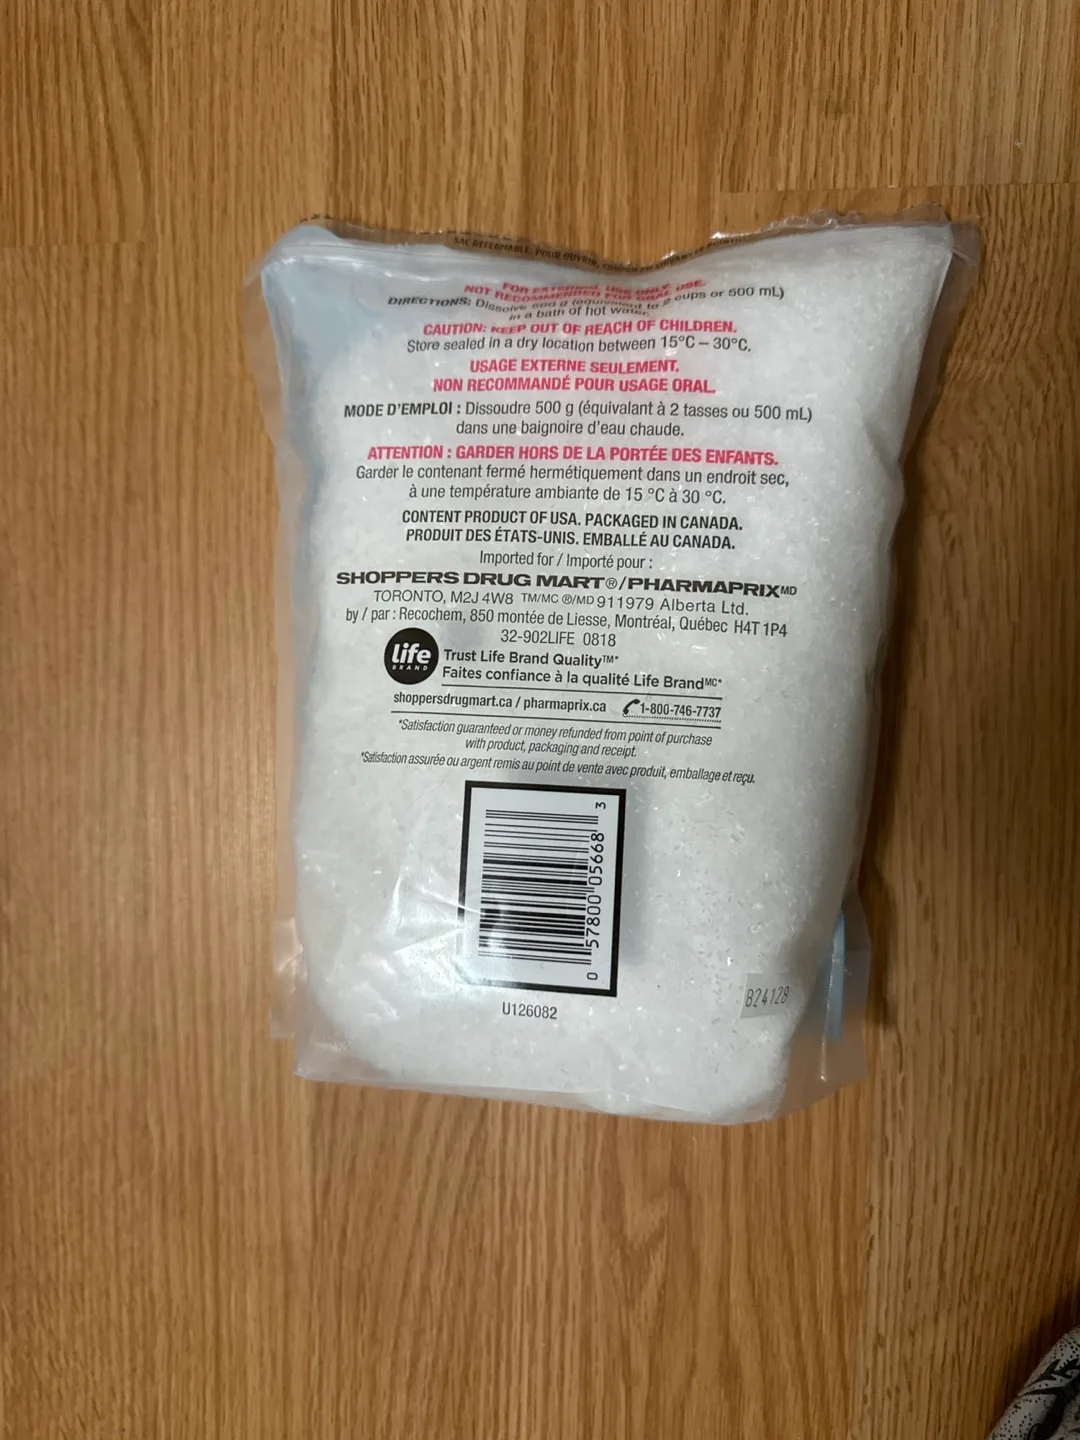 SAC REFERMABLE. POUR OUVRIR, COUPER
FOR EXTERNAL USE ONLY USE.
NOT RECOMMENDED FOR ORAL
DIRECTIONS: Dissolve 500 g (equivalent to 2 cups or 500 mL)
in a bath of hot water.
CAUTION: KEEP OUT OF REACH OF CHILDREN.
Store sealed in a dry location between 15°C – 30°C.
USAGE EXTERNE SEULEMENT.
NON RECOMMANDÉ POUR USAGE ORAL.
MODE D'EMPLOI : Dissoudre 500 g (équivalant à 2 tasses ou 500 mL)
dans une baignoire d'eau chaude.
ATTENTION : GARDER HORS DE LA PORTÉE DES ENFANTS.
Garder le contenant fermé hermétiquement dans un endroit sec,
à une température ambiante de 15 °C à 30 °C.
CONTENT PRODUCT OF USA. PACKAGED IN CANADA.
PRODUIT DES ÉTATS-UNIS. EMBALLÉ AU CANADA.
Imported for / Importé pour :
SHOPPERS DRUG MART®/PHARMAPRIX MD
TORONTO, M2J 4W8 TM/MC ®/MD 911979 Alberta Ltd.
by / par : Recochem, 850 montée de Liesse, Montréal, Québec H4T 1P4
32-902LIFE 0818
life
BRAND
Trust Life Brand Quality™*
Faites confiance à la qualité Life Brand MC*
shoppersdrugmart.ca / pharmaprix.ca 1-800-746-7737
*Satisfaction guaranteed or money refunded from point of purchase
with product, packaging and receipt.
*Satisfaction assurée ou argent remis au point de vente avec produit, emballage et reçu.
0 57800 05668 3
U126082
B24128